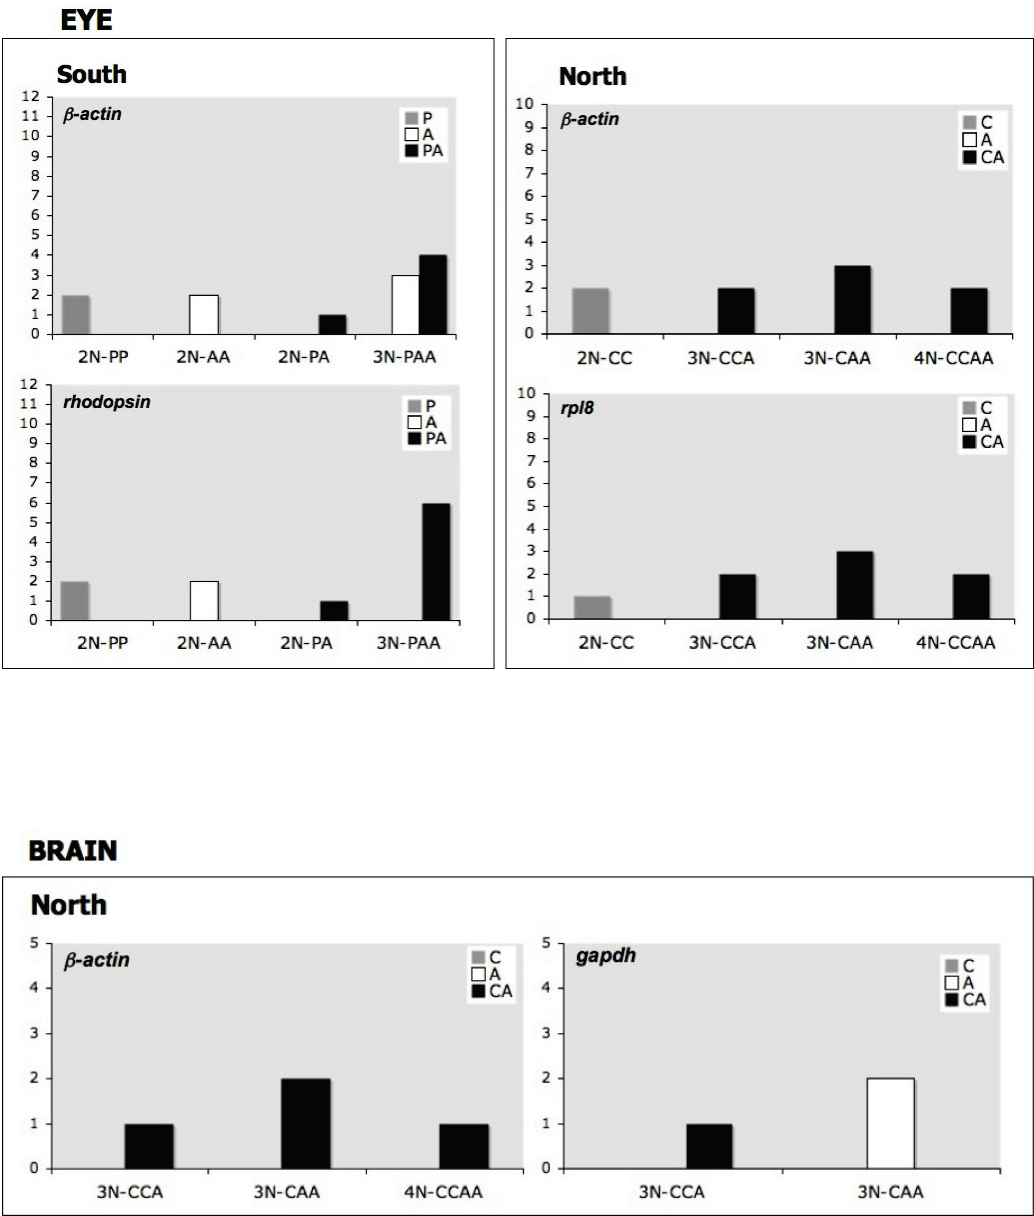 EYE
South
β-actin
P
A
PA
12
11
10
9
8
7
6
5
4
3
2
1
0
2N-PP 2N-AA 2N-PA 3N-PAA
rhodopsin
P
A
PA
12
11
10
9
8
7
6
5
4
3
2
1
0
2N-PP 2N-AA 2N-PA 3N-PAA
North
β-actin
C
A
CA
10
9
8
7
6
5
4
3
2
1
0
2N-CC 3N-CCA 3N-CAA 4N-CCAA
rpl8
C
A
CA
10
9
8
7
6
5
4
3
2
1
0
2N-CC 3N-CCA 3N-CAA 4N-CCAA
BRAIN
North
β-actin
C
A
CA
5
4
3
2
1
0
3N-CCA 3N-CAA 4N-CCAA
gapdh
C
A
CA
5
4
3
2
1
0
3N-CCA 3N-CAA